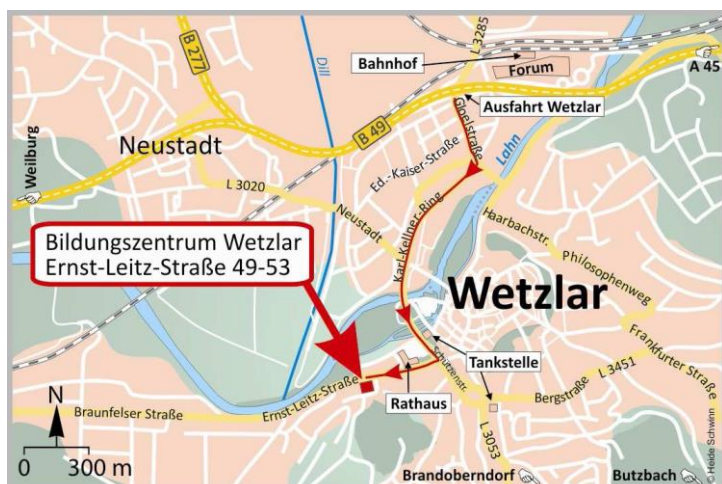 B 277
Dill
Bahnhof
L 3285
Forum
A 45
Ausfahrt Wetzlar
B 49
Gloelstraße
Lahn
Weilburg
Neustadt
L 3020
Ed.-Kaiser-Straße
Neustadt
Karl-Kellner-Ring
Haarbachstr.
Philosophenweg
Bildungszentrum Wetzlar
Ernst-Leitz-Straße 49-53
Wetzlar
Frankfurter Straße
Tankstelle
Schützenstr.
L 3451
Bergstraße
Rathaus
Ernst-Leitz-Straße
Braunfelser Straße
L 3053
N
0 300 m
Brandoberndorf
Butzbach
© Heide Schwinn